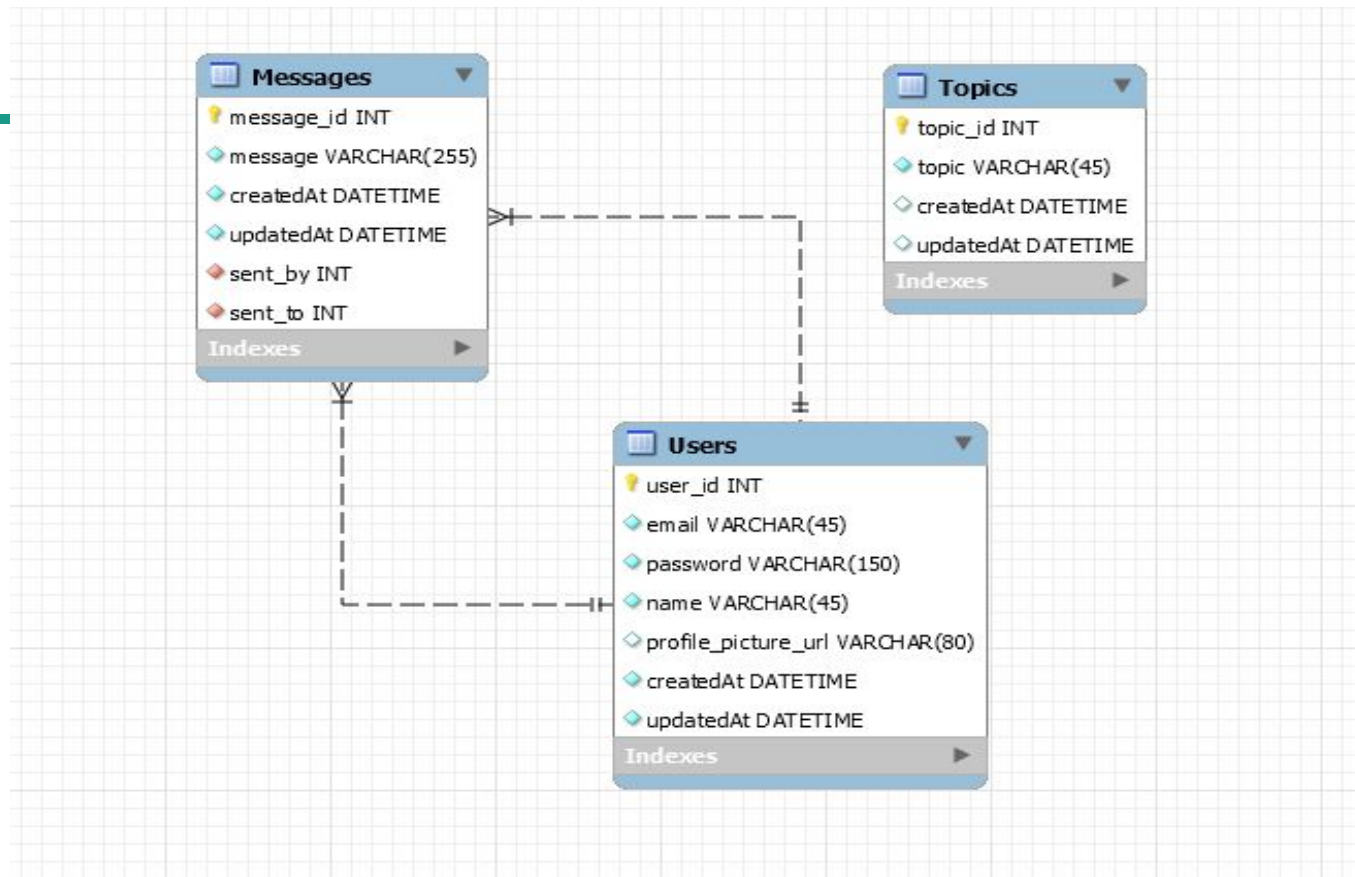 Messages
message_id INT
message VARCHAR(255)
createdAt DATETIME
updatedAt DATETIME
sent_by INT
sent_to INT
Indexes
Topics
topic_id INT
topic VARCHAR(45)
createdAt DATETIME
updatedAt DATETIME
Indexes
Users
user_id INT
email VARCHAR(45)
password VARCHAR(150)
name VARCHAR(45)
profile_picture_url VARCHAR(80)
createdAt DATETIME
updatedAt DATETIME
Indexes